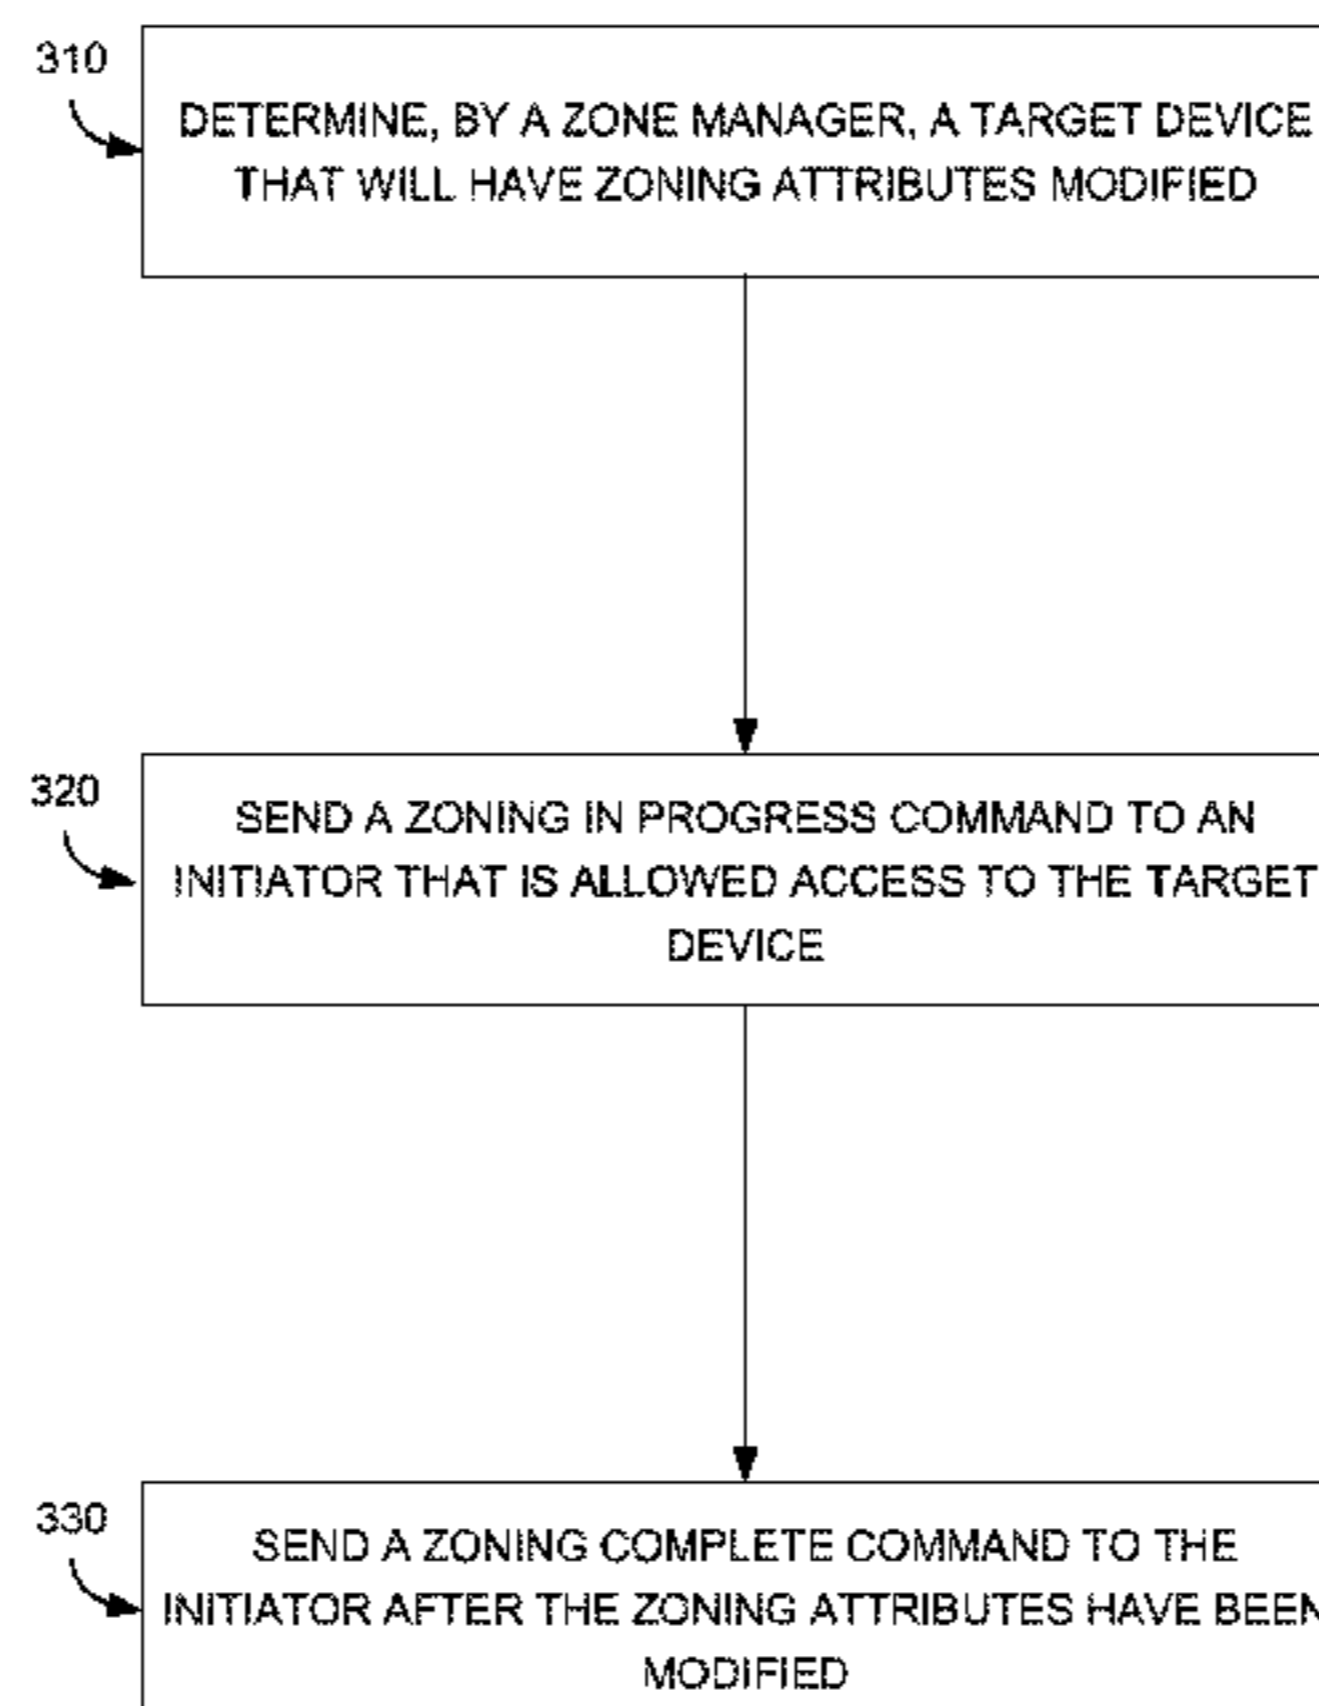 310
DETERMINE, BY A ZONE MANAGER, A TARGET DEVICE
THAT WILL HAVE ZONING ATTRIBUTES MODIFIED
320
SEND A ZONING IN PROGRESS COMMAND TO AN
INITIATOR THAT IS ALLOWED ACCESS TO THE TARGET
DEVICE
330
SEND A ZONING COMPLETE COMMAND TO THE
INITIATOR AFTER THE ZONING ATTRIBUTES HAVE BEEN
MODIFIED